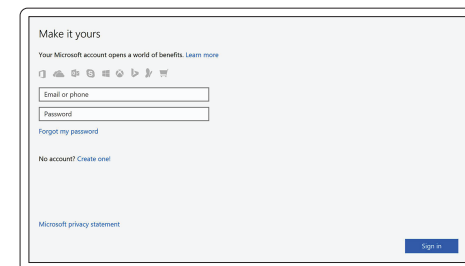 Make it yours
Your Microsoft account opens a world of benefits. Learn more
Email or phone
Password
Forgot my password
No account? Create one!
Microsoft privacy statement
Sign in